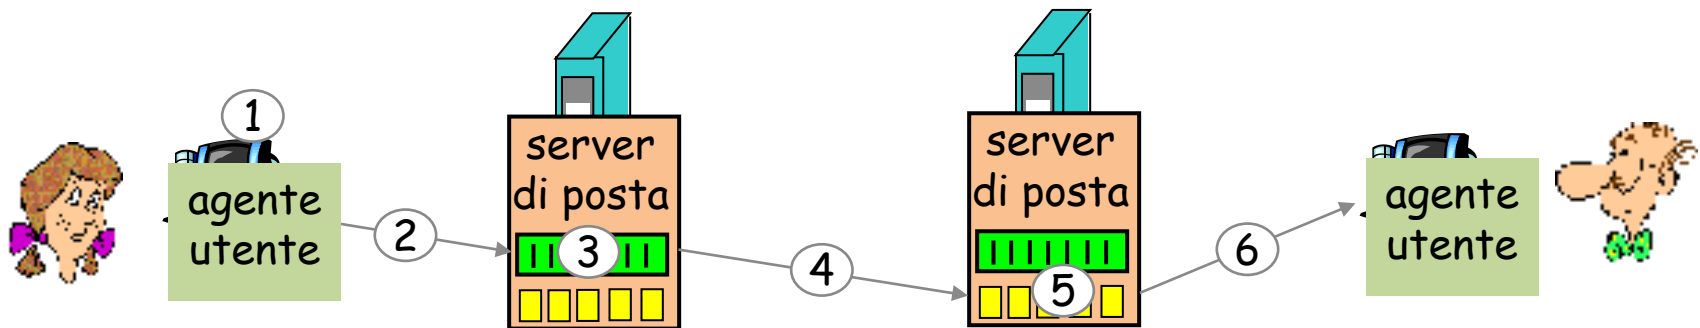 1
agente
utente
2
server
di posta
3
4
server
di posta
5
6
agente
utente